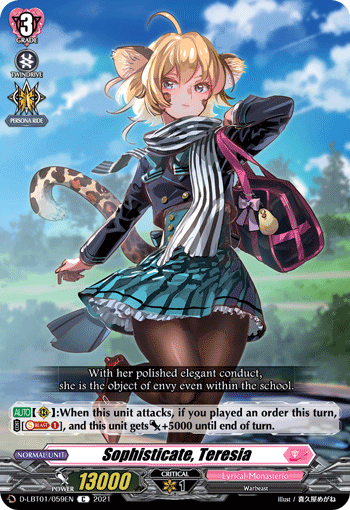 3
GRADE
TWINDRIVE
PERSONA RIDE
With her polished elegant conduct,
she is the object of envy even within the school.
AUTO [ ]:When this unit attacks, if you played an order this turn,
[ BLAST 1], and this unit gets +5000 until end of turn.
NORMAL UNIT
Sophisticate, Teresia
POWER
13000
CRITICAL
1
Lyrical Monasterio
Warbeast
D-LBT01/059EN C 2021
Illust / 喜久屋めがね